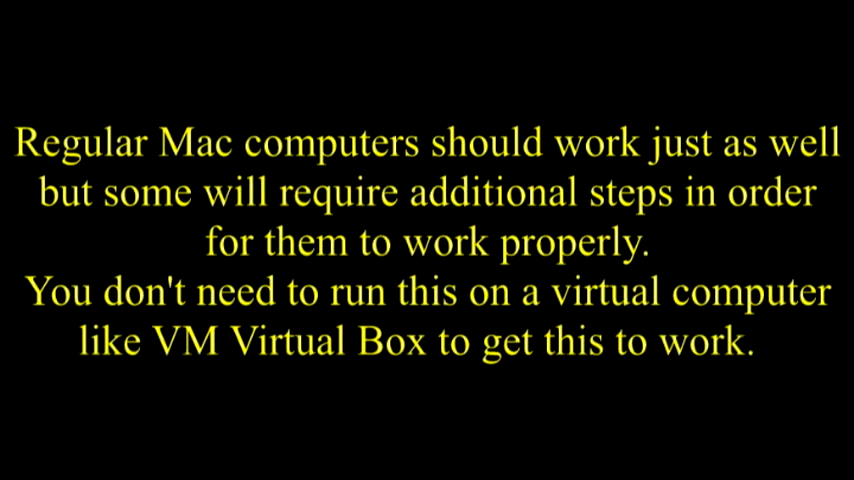 Regular Mac computers should work just as well
but some will require additional steps in order
for them to work properly.
You don't need to run this on a virtual computer
like VM Virtual Box to get this to work.